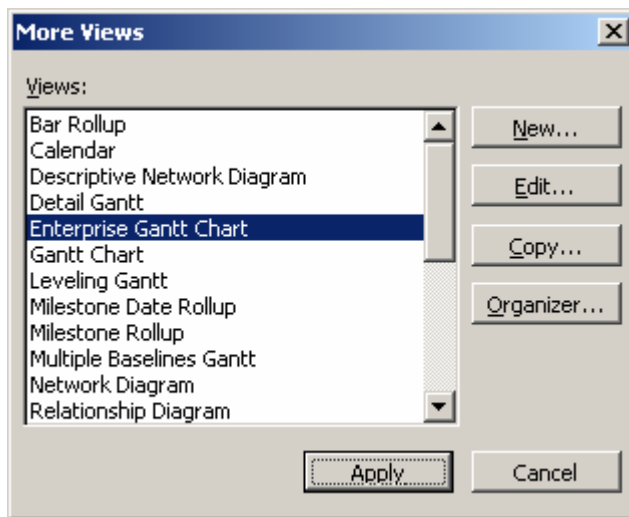 More Views
Views:
Bar Rollup
Calendar
Descriptive Network Diagram
Detail Gantt
Enterprise Gantt Chart
Gantt Chart
Leveling Gantt
Milestone Date Rollup
Milestone Rollup
Multiple Baselines Gantt
Network Diagram
Relationship Diagram
New...
Edit...
Copy...
Organizer...
Apply
Cancel